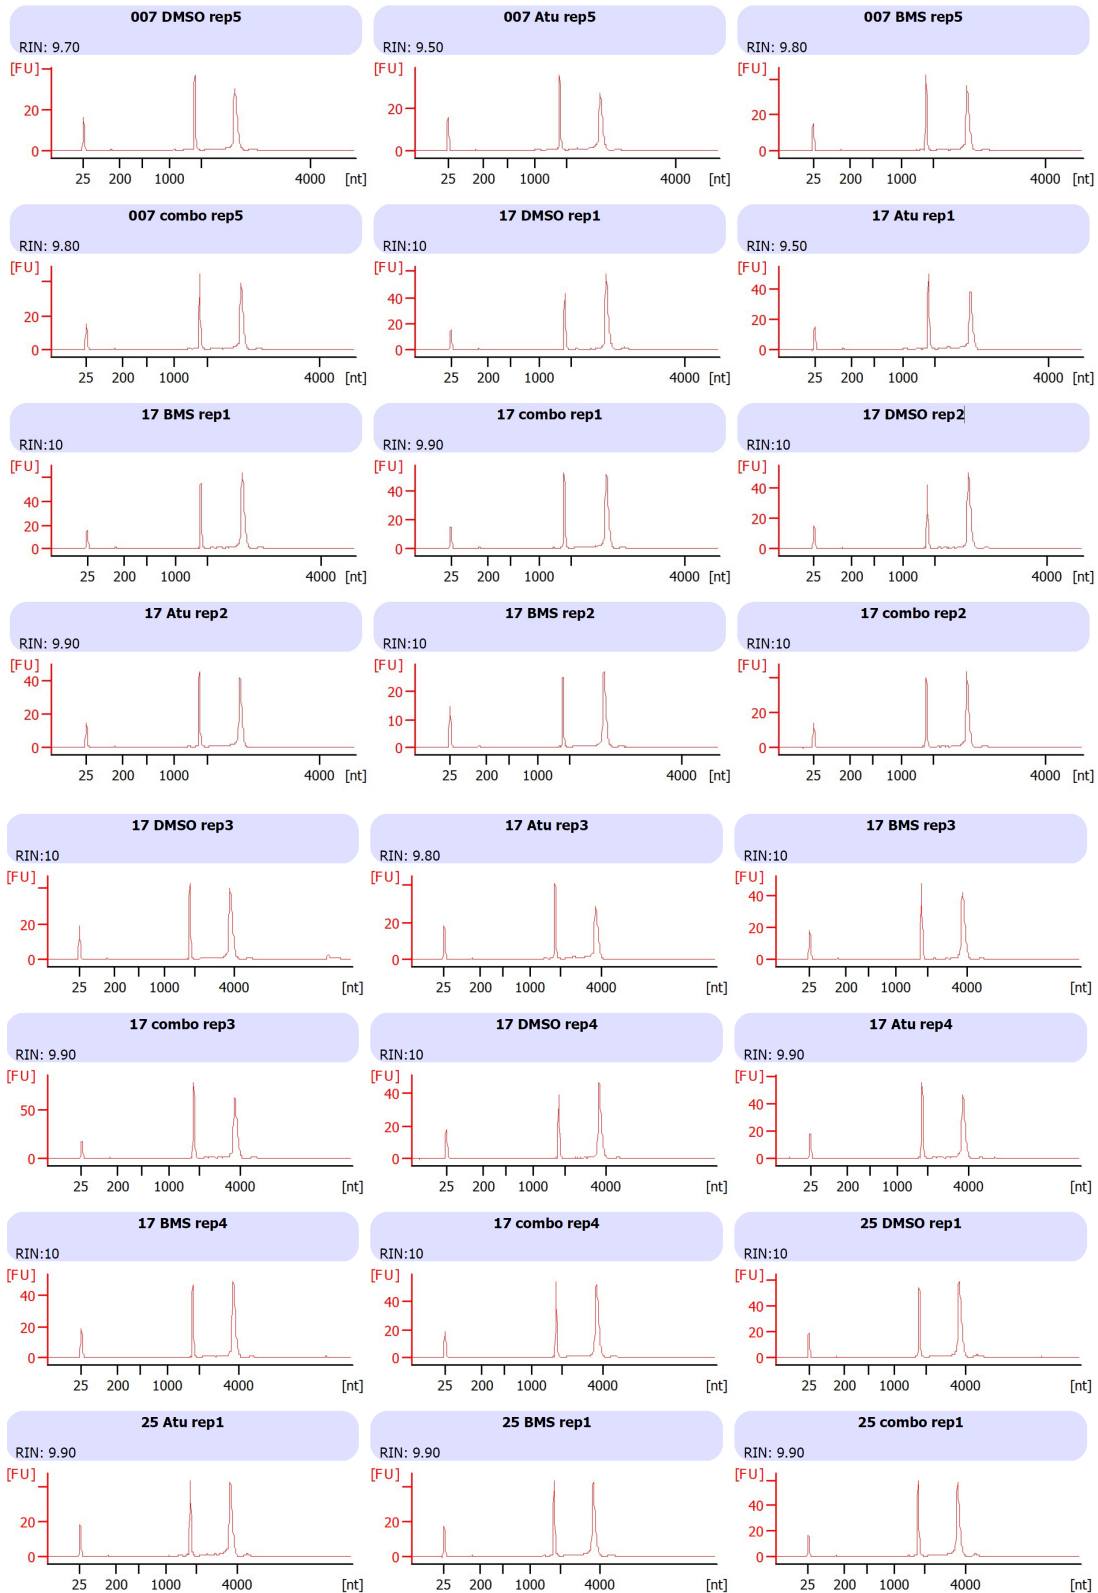 007 DMSO rep5
RIN: 9.70
[FU]
20
0
25 200 1000 4000 [nt]
007 Atu rep5
RIN: 9.50
[FU]
20
0
25 200 1000 4000 [nt]
007 BMS rep5
RIN: 9.80
[FU]
20
0
25 200 1000 4000 [nt]
007 combo rep5
RIN: 9.80
[FU]
20
0
25 200 1000 4000 [nt]
17 DMSO rep1
RIN:10
[FU]
40
20
0
25 200 1000 4000 [nt]
17 Atu rep1
RIN: 9.50
[FU]
40
20
0
25 200 1000 4000 [nt]
17 BMS rep1
RIN:10
[FU]
40
20
0
25 200 1000 4000 [nt]
17 combo rep1
RIN: 9.90
[FU]
40
20
0
25 200 1000 4000 [nt]
17 DMSO rep2
RIN:10
[FU]
40
20
0
25 200 1000 4000 [nt]
17 Atu rep2
RIN: 9.90
[FU]
40
20
0
25 200 1000 4000 [nt]
17 BMS rep2
RIN:10
[FU]
20
10
0
25 200 1000 4000 [nt]
17 combo rep2
RIN:10
[FU]
20
0
25 200 1000 4000 [nt]
17 DMSO rep3
RIN:10
[FU]
20
0
25 200 1000 4000 [nt]
17 Atu rep3
RIN: 9.80
[FU]
20
0
25 200 1000 4000 [nt]
17 BMS rep3
RIN:10
[FU]
40
20
0
25 200 1000 4000 [nt]
17 combo rep3
RIN: 9.90
[FU]
50
0
25 200 1000 4000 [nt]
17 DMSO rep4
RIN:10
[FU]
40
20
0
25 200 1000 4000 [nt]
17 Atu rep4
RIN: 9.90
[FU]
40
20
0
25 200 1000 4000 [nt]
17 BMS rep4
RIN:10
[FU]
40
20
0
25 200 1000 4000 [nt]
17 combo rep4
RIN:10
[FU]
40
20
0
25 200 1000 4000 [nt]
25 DMSO rep1
RIN:10
[FU]
40
20
0
25 200 1000 4000 [nt]
25 Atu rep1
RIN: 9.90
[FU]
20
0
25 200 1000 4000 [nt]
25 BMS rep1
RIN: 9.90
[FU]
20
0
25 200 1000 4000 [nt]
25 combo rep1
RIN: 9.90
[FU]
40
20
0
25 200 1000 4000 [nt]